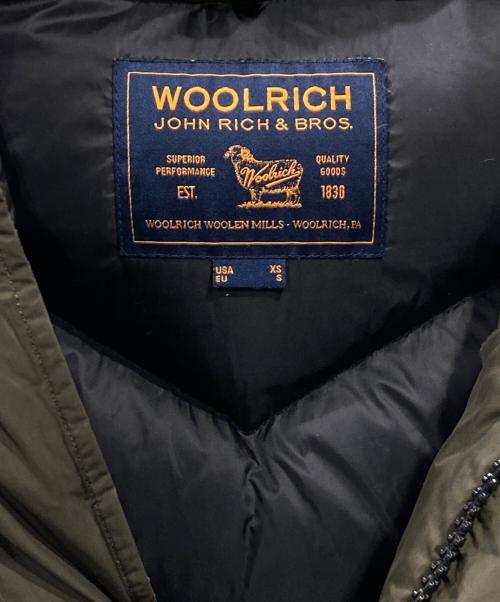 WOOLRICH
JOHN RICH & BROS.
SUPERIOR
PERFORMANCE
EST.
Woolrich
QUALITY
GOODS
1830
WOOLRICH WOOLEN MILLS - WOOLRICH, PA
USA XS
EU S